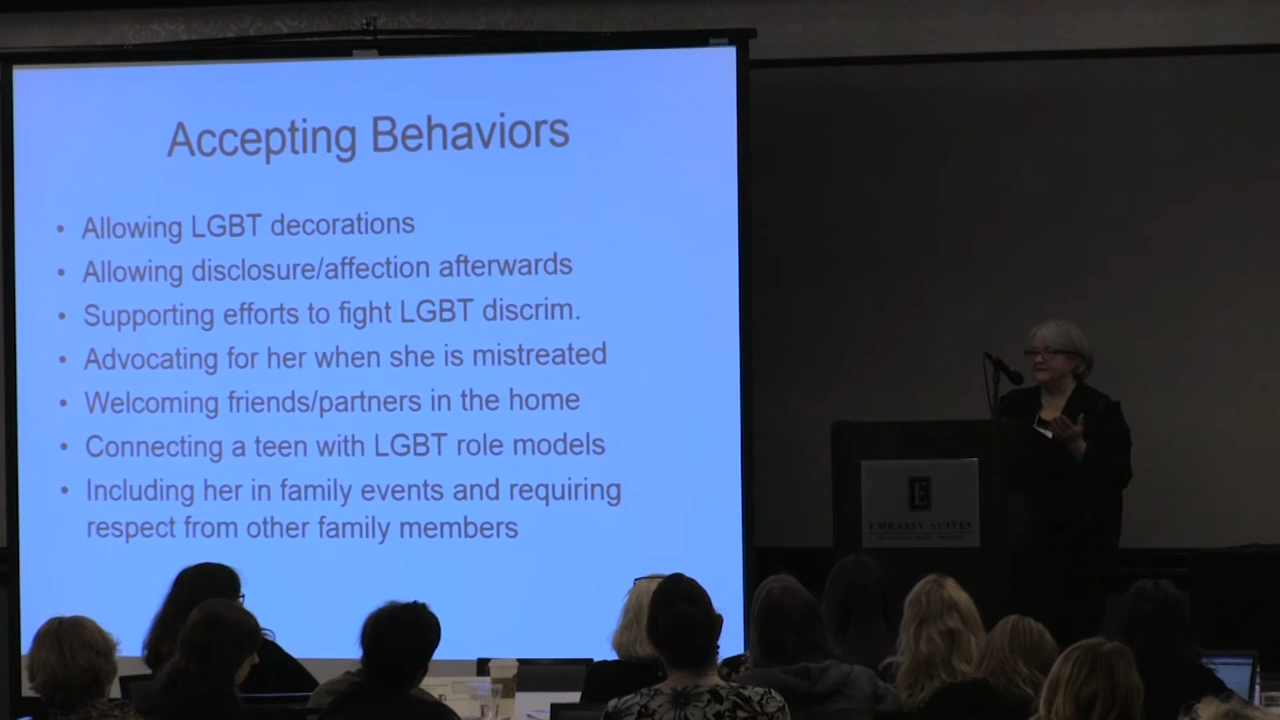 Accepting Behaviors
• Allowing LGBT decorations
• Allowing disclosure/affection afterwards
• Supporting efforts to fight LGBT discrim.
• Advocating for her when she is mistreated
• Welcoming friends/partners in the home
• Connecting a teen with LGBT role models
• Including her in family events and requiring
respect from other family members
E
EMBASSY SUITES